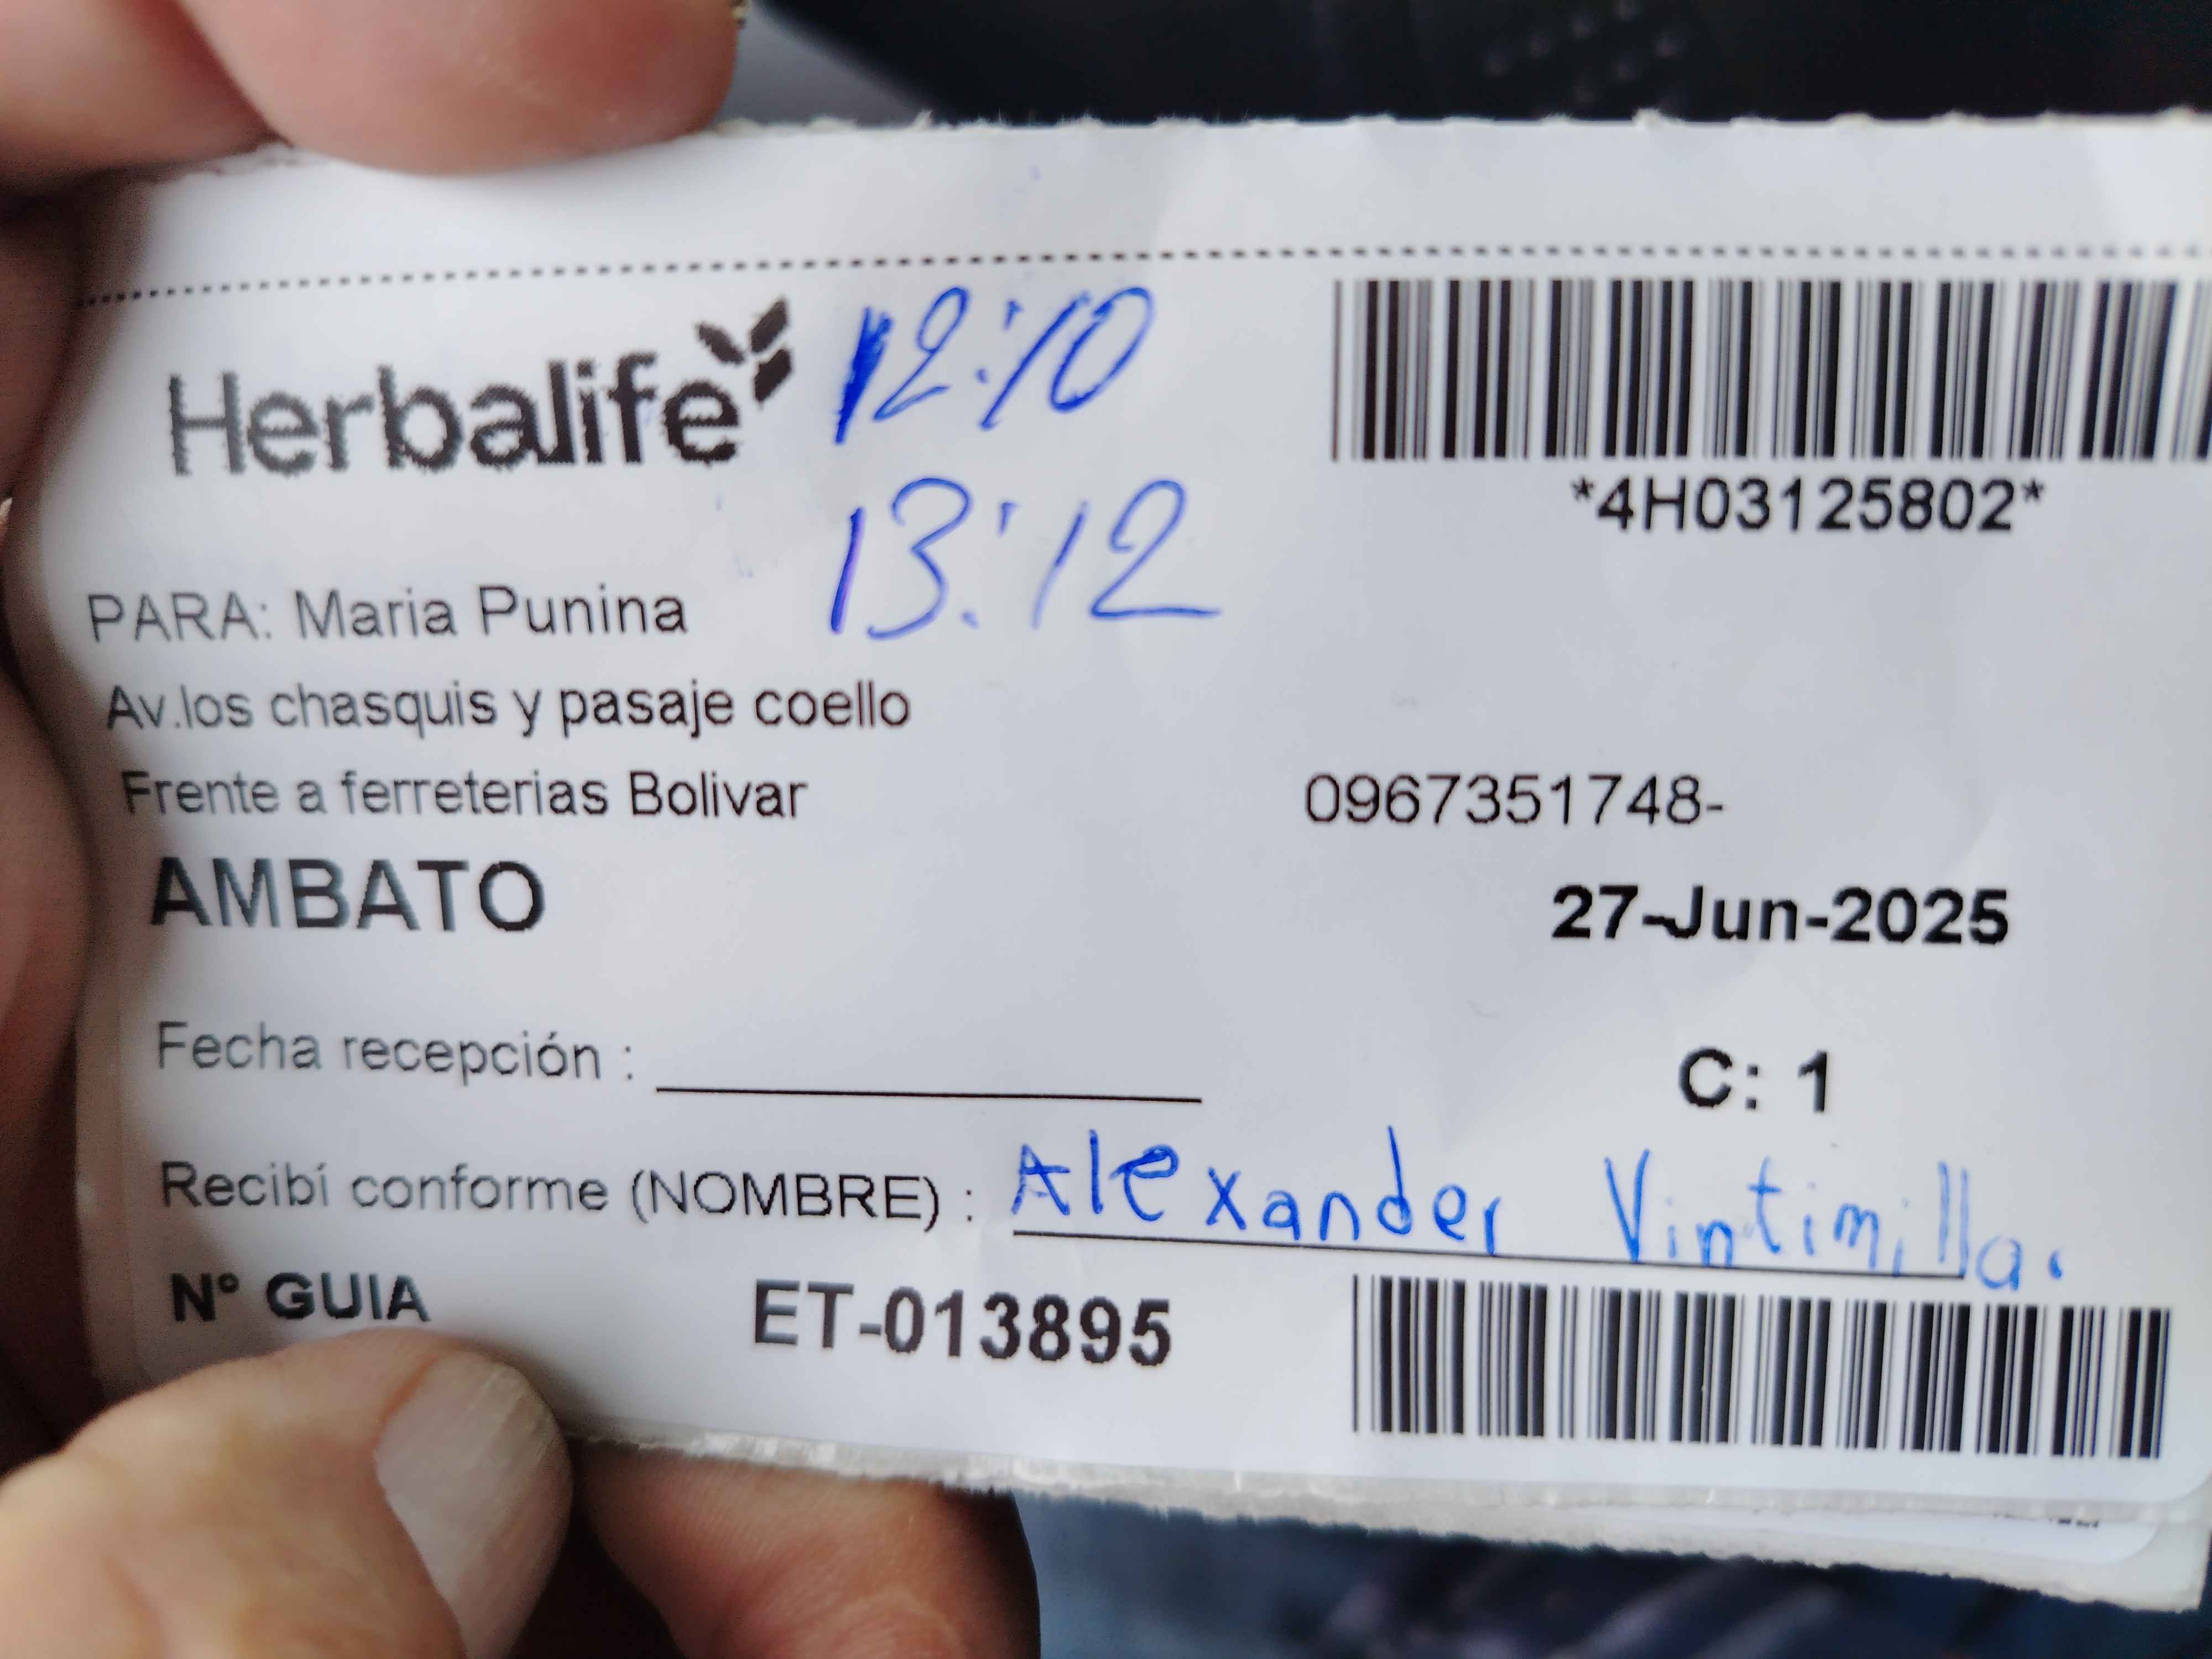 Herbalife
12:10
*4H03125802*
13:12
PARA: Maria Punina
Av.los chasquis y pasaje coello
Frente a ferreterias Bolivar
0967351748-
AMBATO
27-Jun-2025
Fecha recepción :
C: 1
Recibí conforme (NOMBRE) : Alexander Vintimilla.
N° GUIA ET-013895